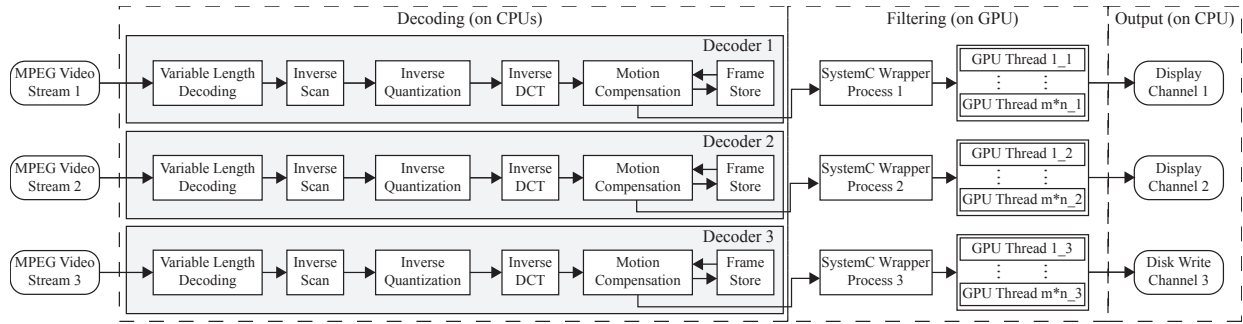 Decoding (on CPUs)
Filtering (on GPU)
Output (on CPU)
Decoder 1
MPEG Video
Stream 1
Variable Length
Decoding
Inverse
Scan
Inverse
Quantization
Inverse
DCT
Motion
Compensation
Frame
Store
SystemC Wrapper
Process 1
GPU Thread 1_1
GPU Thread m*n_1
Display
Channel 1
Decoder 2
MPEG Video
Stream 2
Variable Length
Decoding
Inverse
Scan
Inverse
Quantization
Inverse
DCT
Motion
Compensation
Frame
Store
SystemC Wrapper
Process 2
GPU Thread 1_2
GPU Thread m*n_2
Display
Channel 2
Decoder 3
MPEG Video
Stream 3
Variable Length
Decoding
Inverse
Scan
Inverse
Quantization
Inverse
DCT
Motion
Compensation
Frame
Store
SystemC Wrapper
Process 3
GPU Thread 1_3
GPU Thread m*n_3
Disk Write
Channel 3